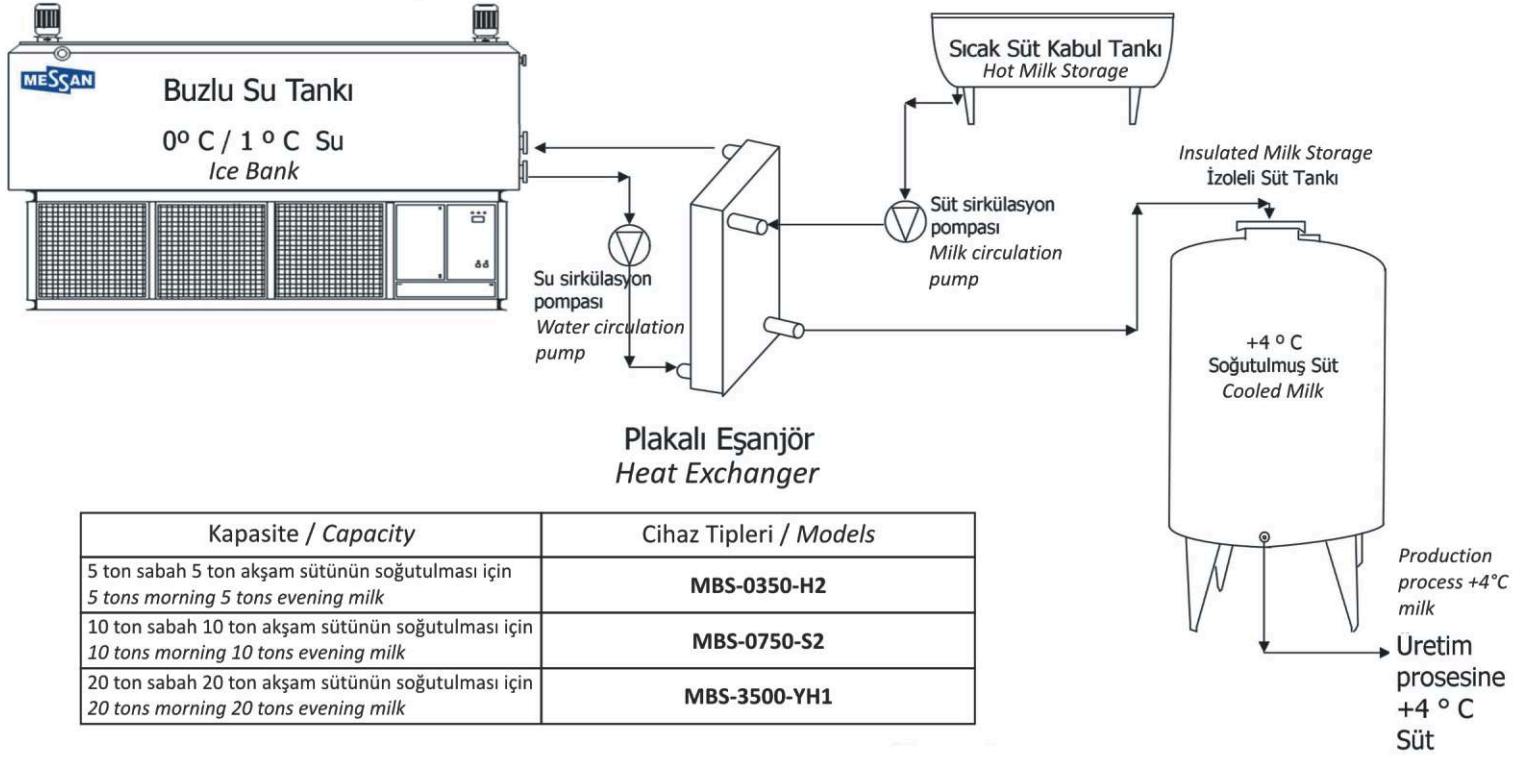 MESSAN
Buzlu Su Tankı
0º C / 1 º C Su
Ice Bank
Sıcak Süt Kabul Tankı
Hot Milk Storage
Insulated Milk Storage
İzoleli Süt Tankı
Süt sirkülasyon
pompası
Milk circulation
pump
Su sirkülasyon
pompası
Water circulation
pump
+4 º C
Soğutulmuş Süt
Cooled Milk
Plakalı Eşanjör
Heat Exchanger
Kapasite / Capacity
Cihaz Tipleri / Models
5 ton sabah 5 ton akşam sütünün soğutulması için
5 tons morning 5 tons evening milk
MBS-0350-H2
10 ton sabah 10 ton akşam sütünün soğutulması için
10 tons morning 10 tons evening milk
MBS-0750-S2
20 ton sabah 20 ton akşam sütünün soğutulması için
20 tons morning 20 tons evening milk
MBS-3500-YH1
Production
process +4°C
milk
Üretim
prosesine
+4 º C
Süt